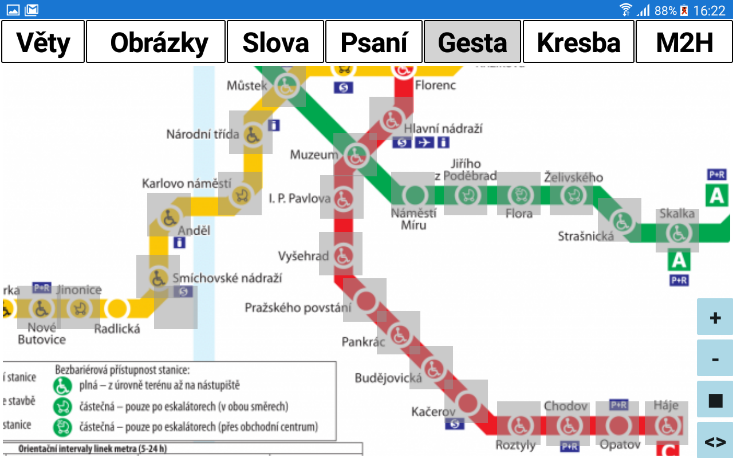 88% 16:22
Věty Obrázky Slova Psaní Gesta Kresba M2H
Můstek
Florenc
S
Hlavní nádraží
S
Národní třída
Muzeum
Jiřího
z Poděbrad
Želivského
P+R
A
Karlovo náměstí
I. P. Pavlova
Náměstí
Míru
Flora
Strašnická
Skalka
A
P+R
Anděl
Vyšehrad
Smíchovské nádraží
S
P+R
Jinonice
Nové
Butovice
Radlická
Pražského povstání
Pankrác
Budějovická
Kačerov
S
Roztyly
Chodov
P+R
P+R
Opatov
Háje
C
+
-
■
<>
Bezbariérová přístupnost stanice:
plná – z úrovně terénu až na nástupiště
částečná – pouze po eskalátorech (v obou směrech)
částečná – pouze po eskalátorech (přes obchodní centrum)
í stanice
e stavbě
stanice
Orientační intervaly linek metra (5-24 h)